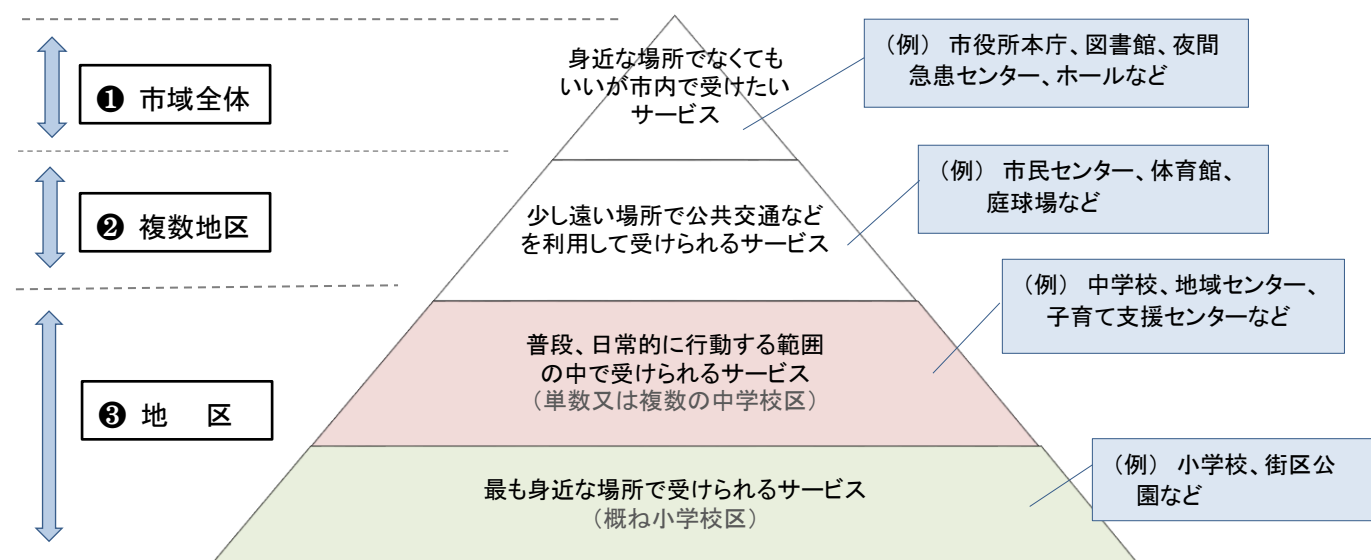 身近な場所でなくても
いいが市内で受けたい
サービス
（例） 市役所本庁、図書館、夜間
急患センター、ホールなど
❶ 市域全体
少し遠い場所で公共交通など
を利用して受けられるサービス
（例） 市民センター、体育館、
庭球場など
❷ 複数地区
普段、日常的に行動する範囲
の中で受けられるサービス
（単数又は複数の中学校区）
（例） 中学校、地域センター、
子育て支援センターなど
❸ 地　区
最も身近な場所で受けられるサービス
（概ね小学校区）
（例） 小学校、街区公
園など